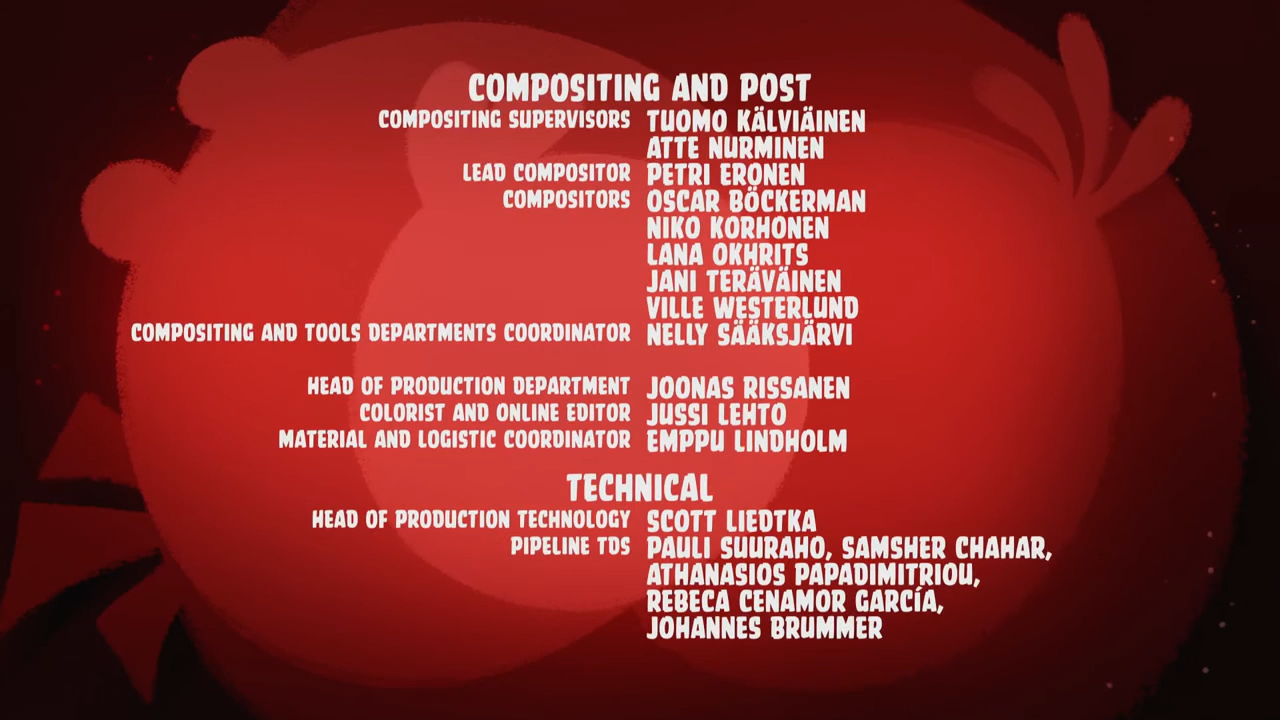 COMPOSITING AND POST
COMPOSITING SUPERVISORS TUOMO KÄLVIÄINEN
ATTE NURMINEN
LEAD COMPOSITOR PETRI ERONEN
COMPOSITORS OSCAR BÖCKERMAN
NIKO KORHONEN
LANA OKHRITS
JANI TERÄVÄINEN
VILLE WESTERLUND
COMPOSITING AND TOOLS DEPARTMENTS COORDINATOR NELLY SÄÄKSJÄRVI
HEAD OF PRODUCTION DEPARTMENT JOONAS RISSANEN
COLORIST AND ONLINE EDITOR JUSSI LEHTO
MATERIAL AND LOGISTIC COORDINATOR EMPPU LINDHOLM
TECHNICAL
HEAD OF PRODUCTION TECHNOLOGY SCOTT LIEDTKA
PIPELINE TDS PAULI SUURAHO, SAMSHER CHAHAR,
ATHANASIOS PAPADIMITRIOU,
REBECA CENAMOR GARCÍA,
JOHANNES BRUMMER